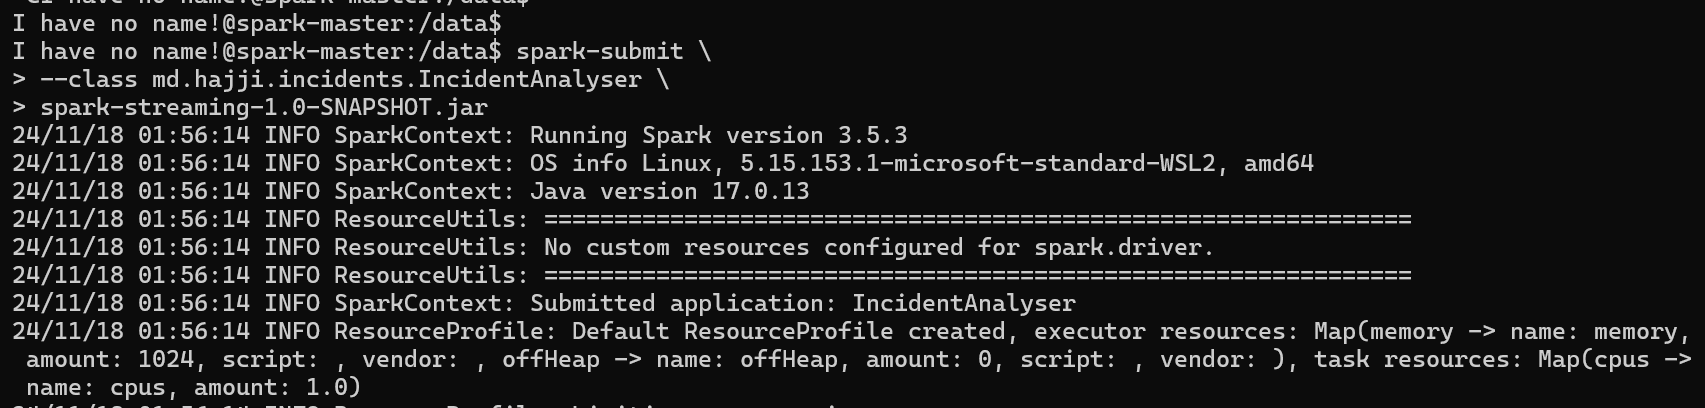 I have no name!@spark-master:/data$
I have no name!@spark-master:/data$
I have no name!@spark-master:/data$ spark-submit \
> --class md.hajji.incidents.IncidentAnalyser \
> spark-streaming-1.0-SNAPSHOT.jar
24/11/18 01:56:14 INFO SparkContext: Running Spark version 3.5.3
24/11/18 01:56:14 INFO SparkContext: OS info Linux, 5.15.153.1-microsoft-standard-WSL2, amd64
24/11/18 01:56:14 INFO SparkContext: Java version 17.0.13
24/11/18 01:56:14 INFO ResourceUtils: ==============================================================
24/11/18 01:56:14 INFO ResourceUtils: No custom resources configured for spark.driver.
24/11/18 01:56:14 INFO ResourceUtils: ==============================================================
24/11/18 01:56:14 INFO SparkContext: Submitted application: IncidentAnalyser
24/11/18 01:56:14 INFO ResourceProfile: Default ResourceProfile created, executor resources: Map(memory -> name: memory,
amount: 1024, script: , vendor: , offHeap -> name: offHeap, amount: 0, script: , vendor: ), task resources: Map(cpus ->
name: cpus, amount: 1.0)